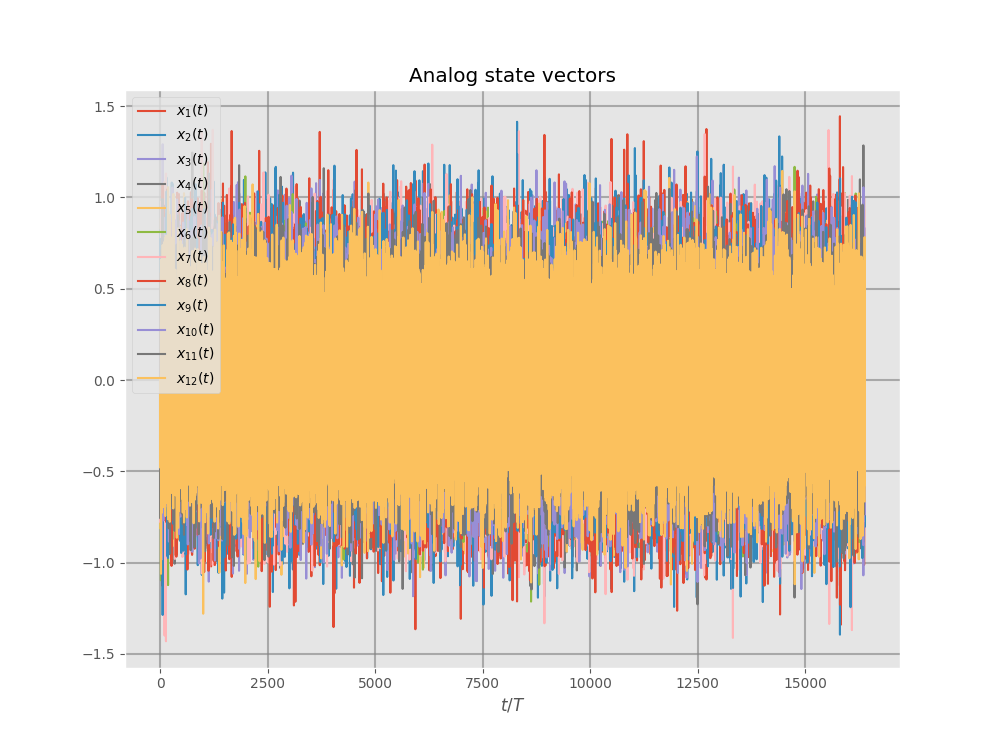 Analog state vectors
1.5
1.0
0.5
0.0
−0.5
−1.0
−1.5
x₁(t)
x₂(t)
x₃(t)
x₄(t)
x₅(t)
x₆(t)
x₇(t)
x₈(t)
x₉(t)
x₁₀(t)
x₁₁(t)
x₁₂(t)
0 2500 5000 7500 10000 12500 15000
t/T